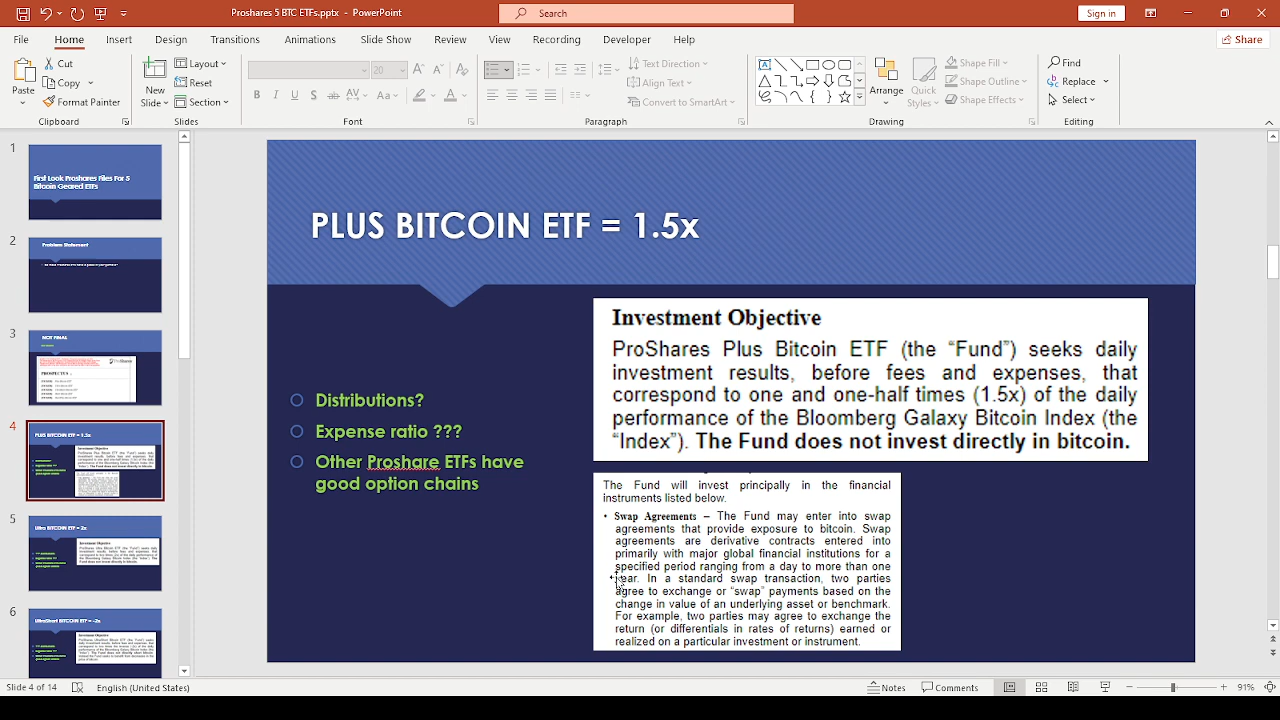 Proshares 5 BTC ETFs.pptx - PowerPoint
Search
Sign in
File Home Insert Design Transitions Animations Slide Show Review View Recording Developer Help
Share
Paste
Cut
Copy
Format Painter
Clipboard
New
Slide
Layout
Reset
Section
Slides
20
Font
Text Direction
Align Text
Convert to SmartArt
Paragraph
Arrange
Quick
Styles
Shape Fill
Shape Outline
Shape Effects
Drawing
Find
Replace
Select
Editing
1
First Look Proshares Files For 5
Bitcoin Geared ETFs
2
Problem Statement
3
NOT FINAL
PROSPECTUS
4
PLUS BITCOIN ETF = 1.5x
5
Ultra BITCOIN ETF = 2x
6
UltraShort BITCOIN ETF = -2x
PLUS BITCOIN ETF = 1.5x
Distributions?
Expense ratio ???
Other Proshare ETFs have
good option chains
Investment Objective
ProShares Plus Bitcoin ETF (the “Fund”) seeks daily
investment results, before fees and expenses, that
correspond to one and one-half times (1.5x) of the daily
performance of the Bloomberg Galaxy Bitcoin Index (the
“Index”). The Fund does not invest directly in bitcoin.
The Fund will invest principally in the financial
instruments listed below.
• Swap Agreements – The Fund may enter into swap
agreements that provide exposure to bitcoin. Swap
agreements are derivative contracts entered into
primarily with major global financial institutions for a
specified period ranging from a day to more than one
year. In a standard swap transaction, two parties
agree to exchange or “swap” payments based on the
change in value of an underlying asset or benchmark.
For example, two parties may agree to exchange the
return (or differentials in rates of returns) earned or
realized on a particular investment or instrument.
Slide 4 of 14
English (United States)
Notes
Comments
91%